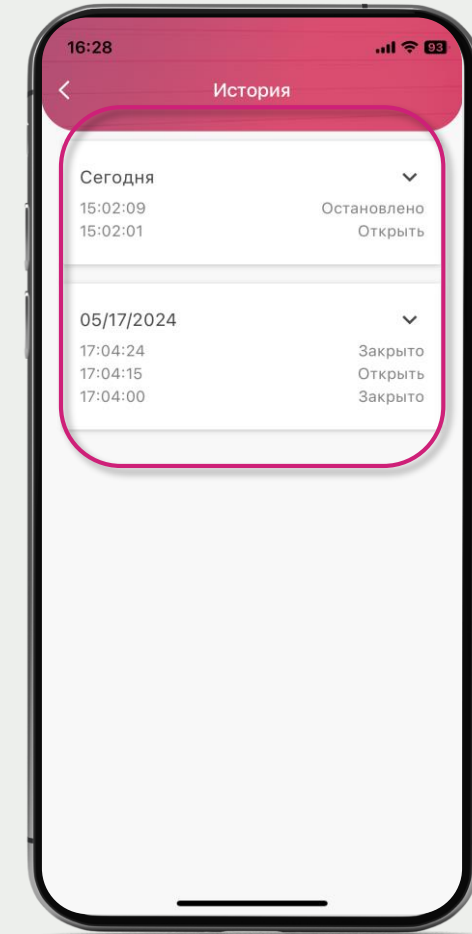 16:28
93
История
Сегодня
15:02:09 Остановлено
15:02:01 Открыть
05/17/2024
17:04:24 Закрыто
17:04:15 Открыть
17:04:00 Закрыто